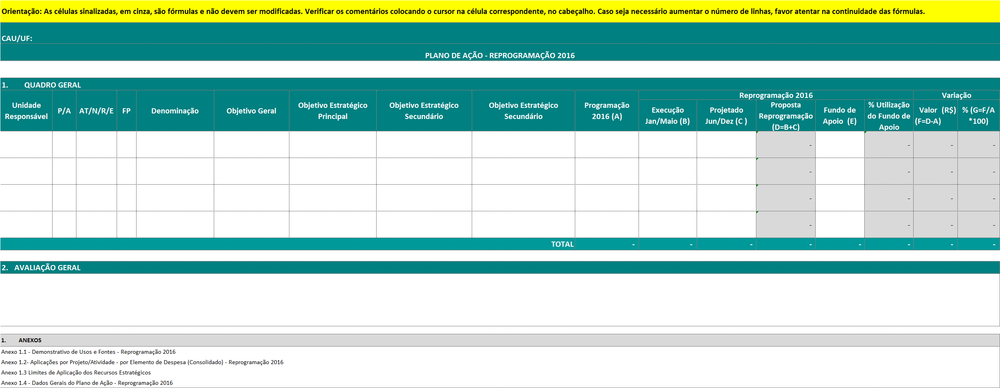 Orientação: As células sinalizadas, em cinza, são fórmulas e não devem ser modificadas. Verificar os comentários colocando o cursor na célula correspondente, no cabeçalho. Caso seja necessário aumentar o número de linhas, favor atentar na continuidade das fórmulas.
CAU/UF:
PLANO DE AÇÃO - REPROGRAMAÇÃO 2016
1. QUADRO GERAL
Unidade
Responsável
P/A
AT/N/R/E
FP
Denominação
Objetivo Geral
Objetivo Estratégico
Principal
Objetivo Estratégico
Secundário
Objetivo Estratégico
Secundário
Programação
2016 (A)
Reprogramação 2016
Execução
Jan/Maio (B)
Projetado
Jun/Dez (C )
Proposta
Reprogramação
(D=B+C)
Fundo de
Apoio (E)
% Utilização
do Fundo de
Apoio
Variação
Valor (R$)
(F=D-A)
% (G=F/A
*100)
- - - -
- - - -
- - - -
- - - -
TOTAL - - - - - - - -
2. AVALIAÇÃO GERAL
1. ANEXOS
Anexo 1.1 - Demonstrativo de Usos e Fontes - Reprogramação 2016
Anexo 1.2- Aplicações por Projeto/Atividade - por Elemento de Despesa (Consolidado) - Reprogramação 2016
Anexo 1.3 Limites de Aplicação dos Recursos Estratégicos
Anexo 1.4 - Dados Gerais do Plano de Ação - Reprogramação 2016